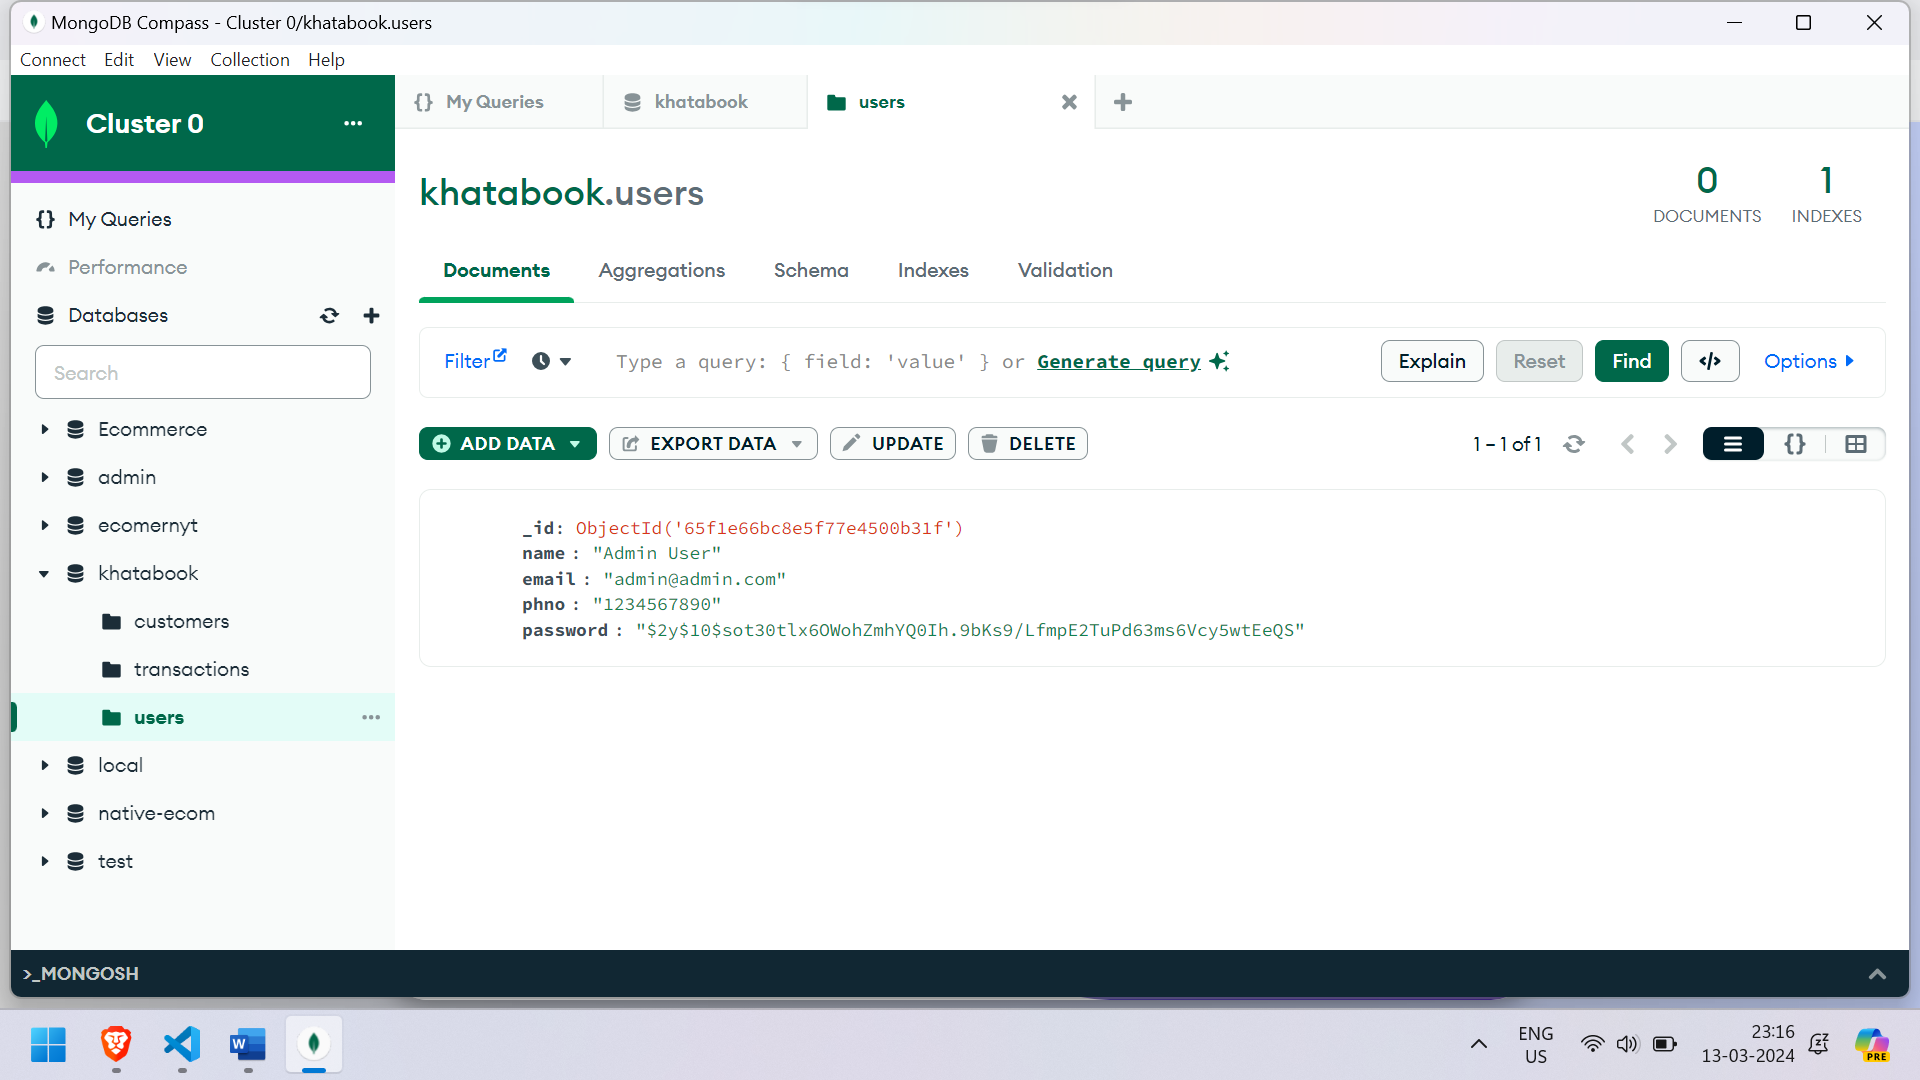 MongoDB Compass - Cluster 0/khatabook.users
Connect Edit View Collection Help
Cluster 0
My Queries khatabook users
khatabook.users
0 1
DOCUMENTS INDEXES
My Queries
Performance
Databases
Search
Ecommerce
admin
ecomernyt
khatabook
customers
transactions
users
local
native-ecom
test
Documents Aggregations Schema Indexes Validation
Filter Type a query: { field: 'value' } or Generate query Explain Reset Find </> Options
ADD DATA EXPORT DATA UPDATE DELETE 1 – 1 of 1 {}
_id: ObjectId('65f1e66bc8e5f77e4500b31f')
name : "Admin User"
email : "admin@admin.com"
phno : "1234567890"
password : "$2y$10$sot30tlx6OWohZmhYQ0Ih.9bKs9/LfmpE2TuPd63ms6Vcy5wtEeQS"
>_MONGOSH
ENG
US
23:16
13-03-2024
PRE